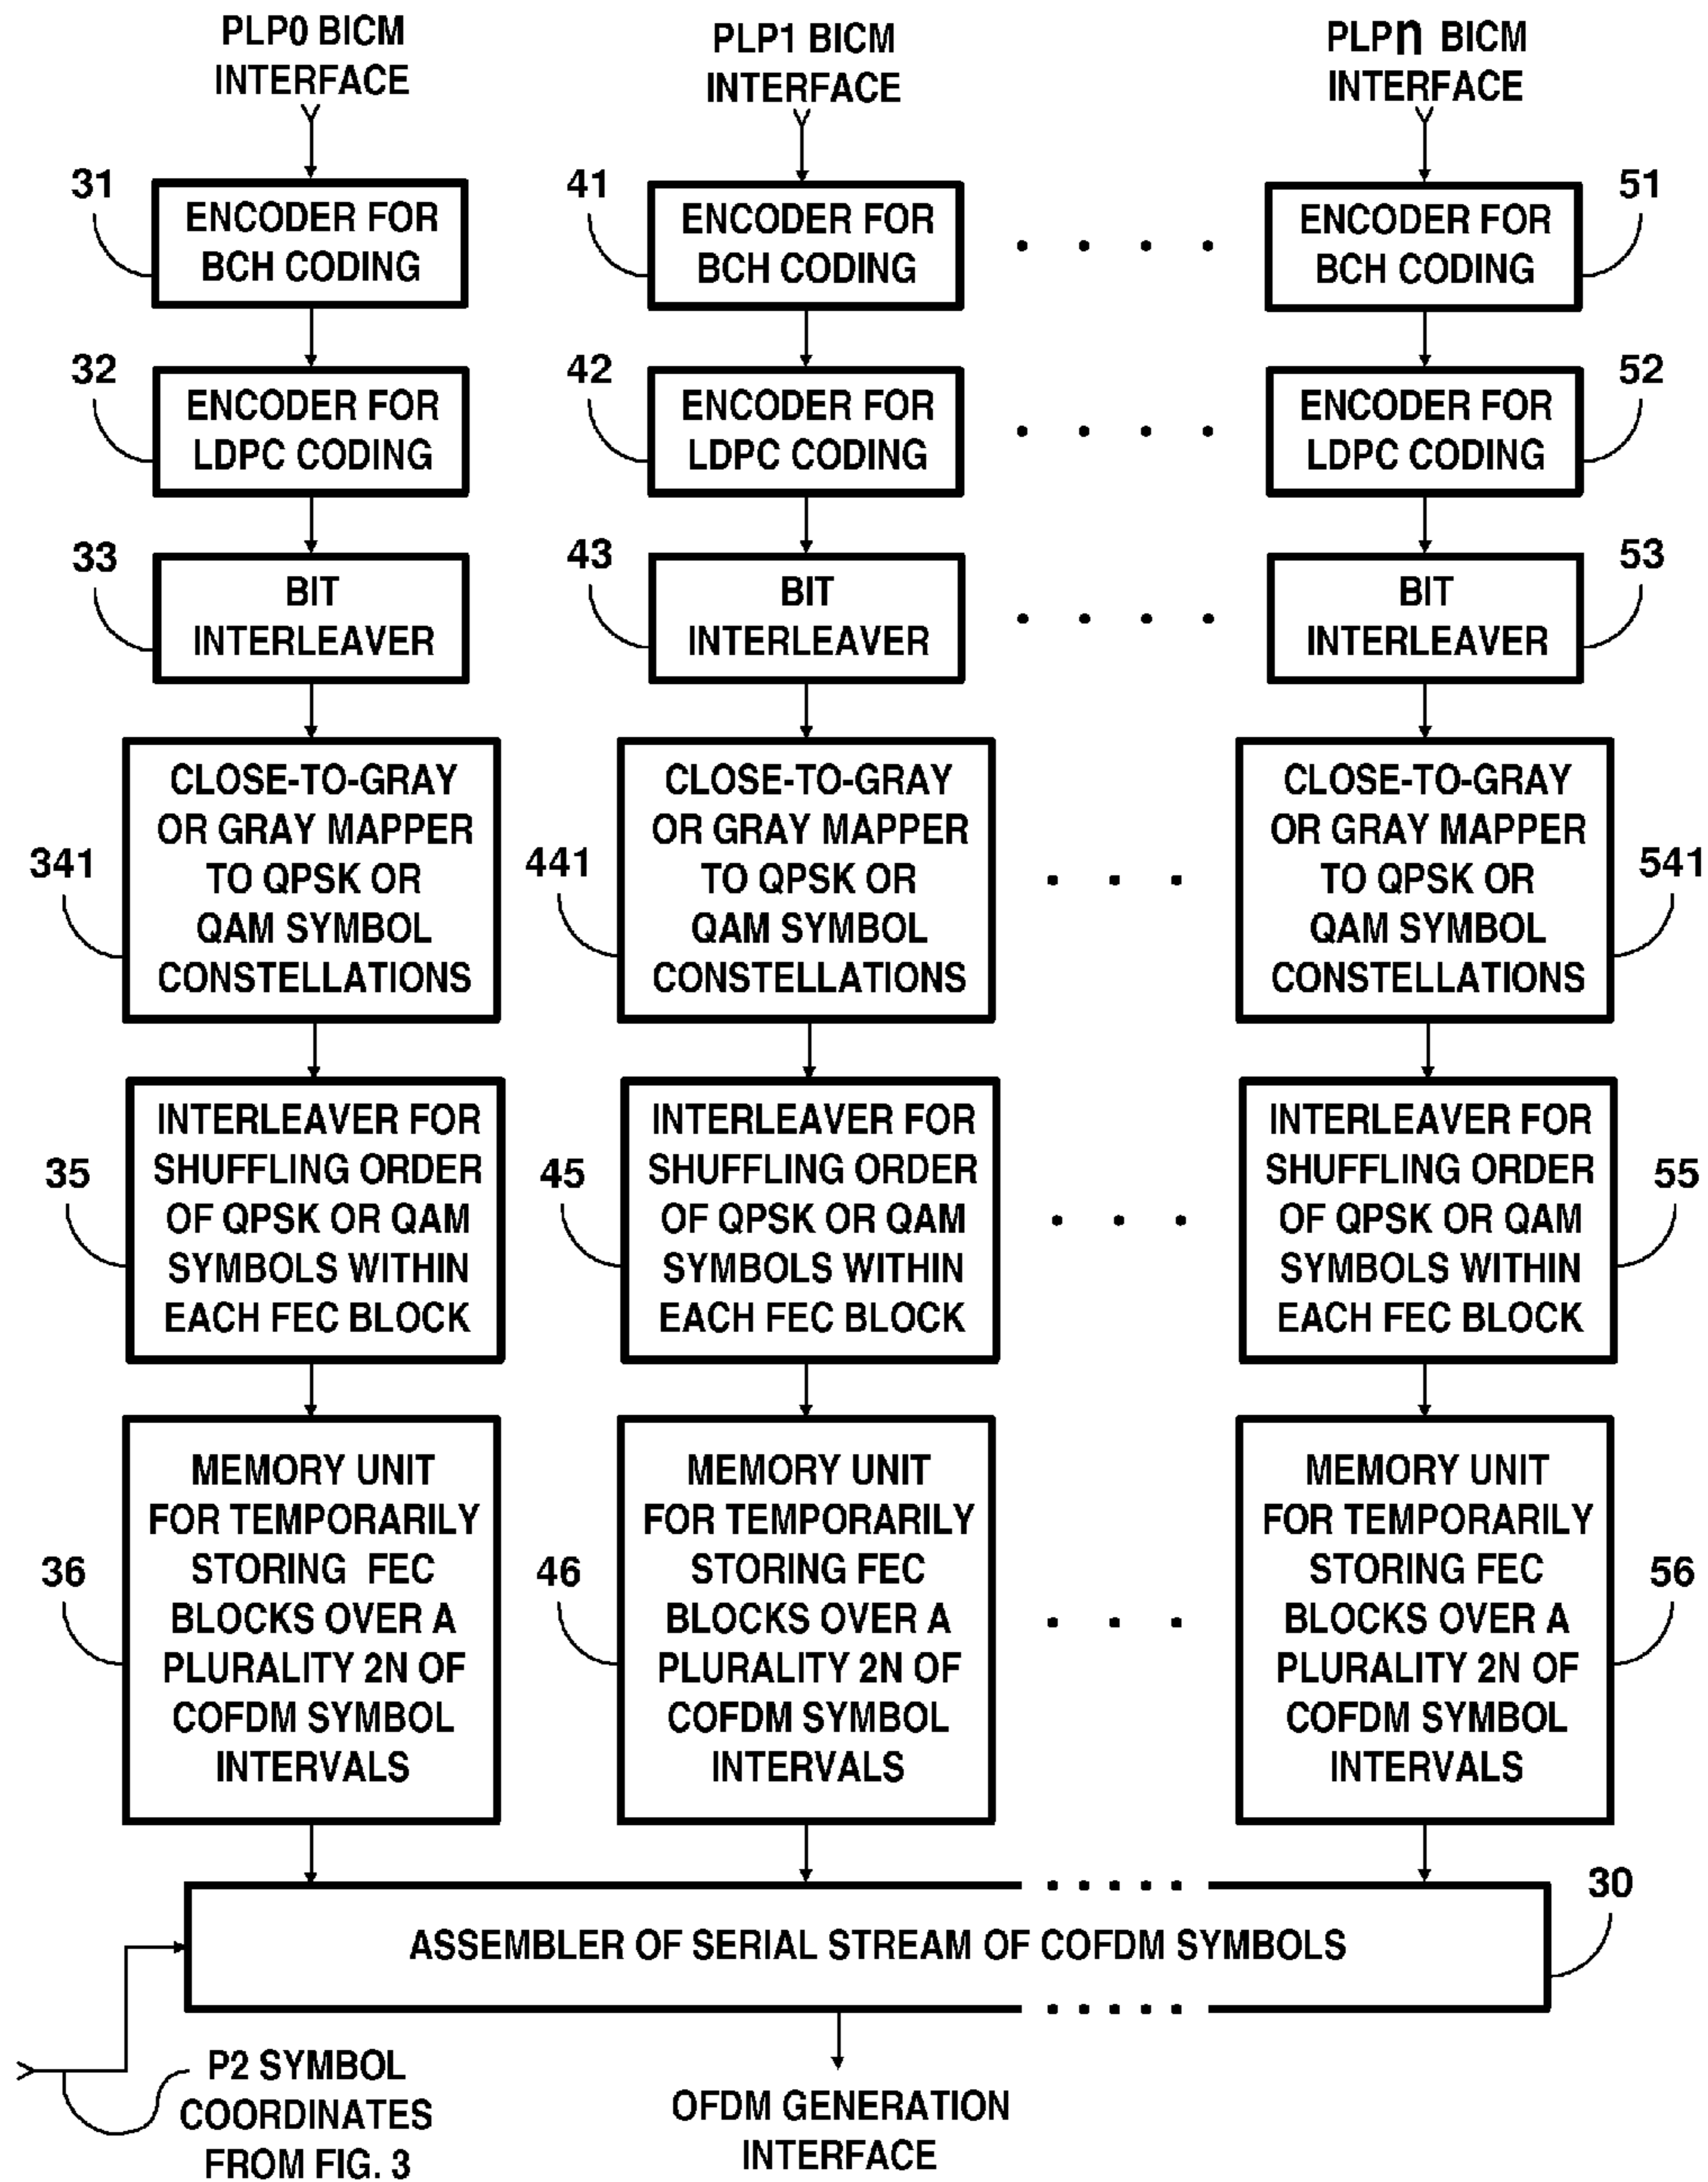 PLP0 BICM
INTERFACE
PLP1 BICM
INTERFACE
PLPn BICM
INTERFACE
31
ENCODER FOR
BCH CODING
41
ENCODER FOR
BCH CODING
ENCODER FOR
BCH CODING
51
32
ENCODER FOR
LDPC CODING
42
ENCODER FOR
LDPC CODING
ENCODER FOR
LDPC CODING
52
33
BIT
INTERLEAVER
43
BIT
INTERLEAVER
BIT
INTERLEAVER
53
341
CLOSE-TO-GRAY
OR GRAY MAPPER
TO QPSK OR
QAM SYMBOL
CONSTELLATIONS
441
CLOSE-TO-GRAY
OR GRAY MAPPER
TO QPSK OR
QAM SYMBOL
CONSTELLATIONS
CLOSE-TO-GRAY
OR GRAY MAPPER
TO QPSK OR
QAM SYMBOL
CONSTELLATIONS
541
35
INTERLEAVER FOR
SHUFFLING ORDER
OF QPSK OR QAM
SYMBOLS WITHIN
EACH FEC BLOCK
45
INTERLEAVER FOR
SHUFFLING ORDER
OF QPSK OR QAM
SYMBOLS WITHIN
EACH FEC BLOCK
INTERLEAVER FOR
SHUFFLING ORDER
OF QPSK OR QAM
SYMBOLS WITHIN
EACH FEC BLOCK
55
36
MEMORY UNIT
FOR TEMPORARILY
STORING FEC
BLOCKS OVER A
PLURALITY 2N OF
COFDM SYMBOL
INTERVALS
46
MEMORY UNIT
FOR TEMPORARILY
STORING FEC
BLOCKS OVER A
PLURALITY 2N OF
COFDM SYMBOL
INTERVALS
MEMORY UNIT
FOR TEMPORARILY
STORING FEC
BLOCKS OVER A
PLURALITY 2N OF
COFDM SYMBOL
INTERVALS
56
30
ASSEMBLER OF SERIAL STREAM OF COFDM SYMBOLS
P2 SYMBOL
COORDINATES
FROM FIG. 3
OFDM GENERATION
INTERFACE